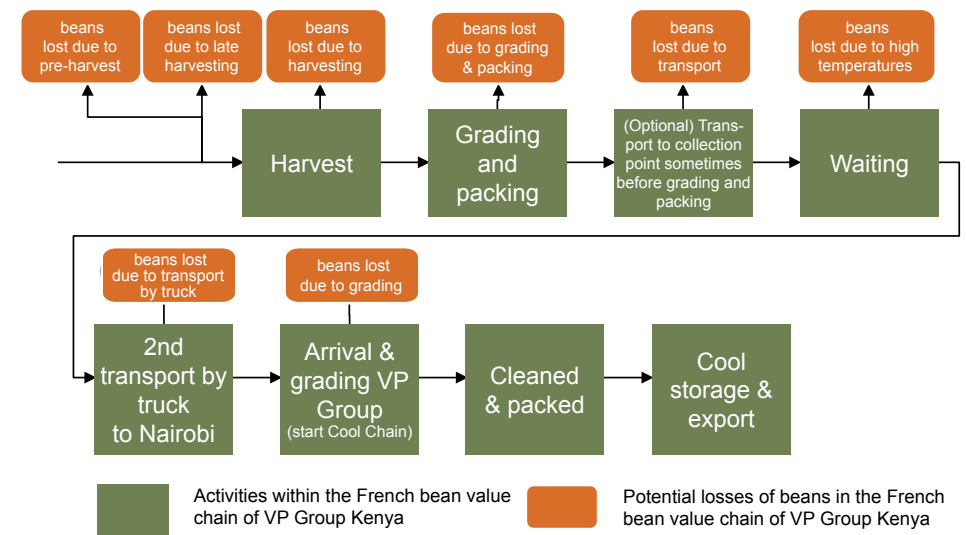 beans
lost due to
pre-harvest
beans lost
due to late
harvesting
beans
lost due to
harvesting
beans lost
due to grading
& packing
beans
lost due to
transport
beans
lost due to high
temperatures
Harvest
Grading
and
packing
(Optional) Trans-
port to collection
point sometimes
before grading and
packing
Waiting
beans lost
due to transport
by truck
beans lost
due to grading
2nd
transport by
truck
to Nairobi
Arrival &
grading VP
Group
(start Cool Chain)
Cleaned
& packed
Cool
storage &
export
Activities within the French bean value
chain of VP Group Kenya
Potential losses of beans in the French
bean value chain of VP Group Kenya